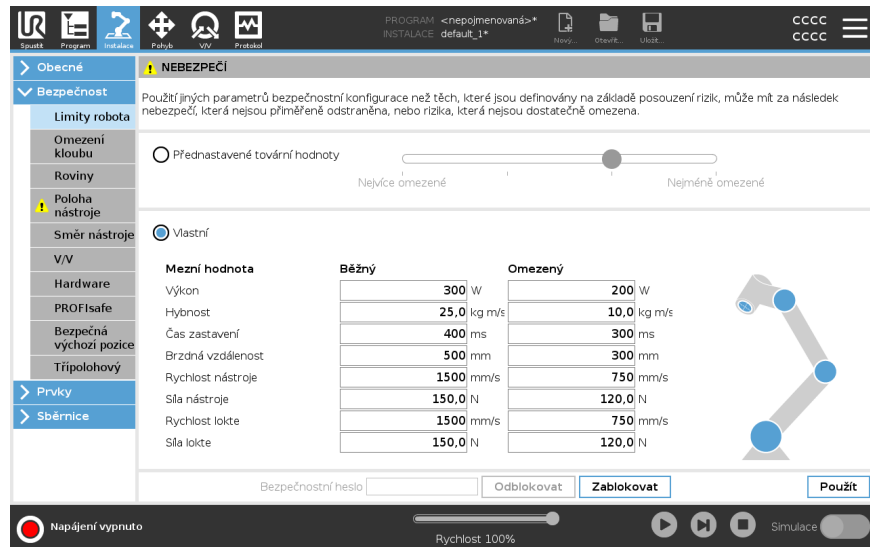 PROGRAM <nepojmenovaná>*
INSTALACE default_1*
UR
Spustit Program Instalace Pohyb V/V Protokol
Nový... Otevřít... Uložit...
CCCC
CCCC
Obecné
Bezpečnost
Limity robota
Omezení
kloubu
Roviny
Poloha
nástroje
Směr nástroje
V/V
Hardware
PROFIsafe
Bezpečná
výchozí pozice
Třípolohový
Prvky
Sběrnice
NEBEZPEČÍ
Použití jiných parametrů bezpečnostní konfigurace než těch, které jsou definovány na základě posouzení rizik, může mít za následek
nebezpečí, která nejsou přiměřeně odstraněna, nebo rizika, která nejsou dostatečně omezena.
Přednastavené tovární hodnoty
Nejvíce omezené Nejméně omezené
Vlastní
Mezní hodnota Běžný Omezený
Výkon 300 W 200 W
Hybnost 25,0 kg m/s 10,0 kg m/s
Čas zastavení 400 ms 300 ms
Brzdná vzdálenost 500 mm 300 mm
Rychlost nástroje 1500 mm/s 750 mm/s
Síla nástroje 150,0 N 120,0 N
Rychlost lokte 1500 mm/s 750 mm/s
Síla lokte 150,0 N 120,0 N
Bezpečnostní heslo Odblokovat Zablokovat Použít
Napájení vypnuto
Rychlost 100%
Simulace